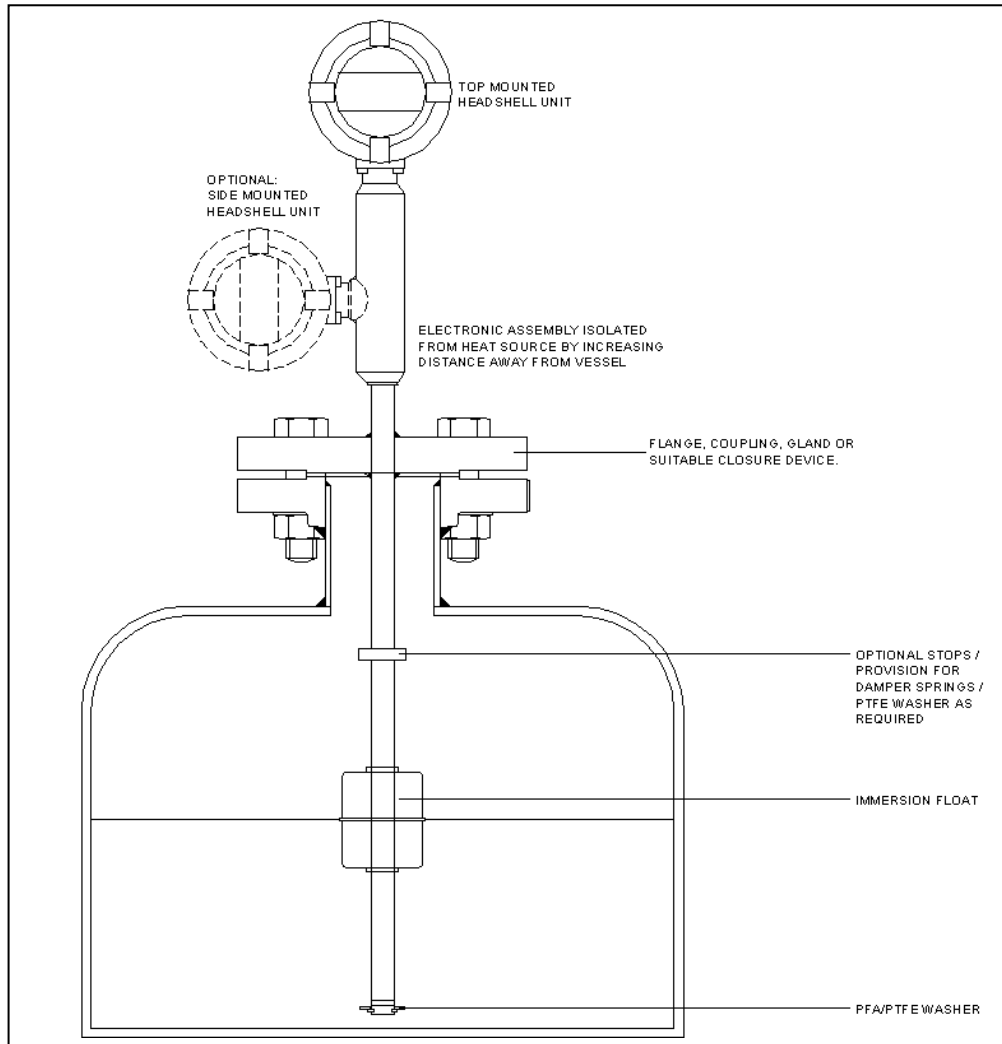 TOP MOUNTED
HEADSHELL UNIT
OPTIONAL:
SIDE MOUNTED
HEADSHELL UNIT
ELECTRONIC ASSEMBLY ISOLATED
FROM HEAT SOURCE BY INCREASING
DISTANCE AWAY FROM VESSEL
FLANGE, COUPLING, GLAND OR
SUITABLE CLOSURE DEVICE.
OPTIONAL STOPS /
PROVISION FOR
DAMPER SPRINGS /
PTFE WASHER AS
REQUIRED
IMMERSION FLOAT
PFA/PTFE WASHER